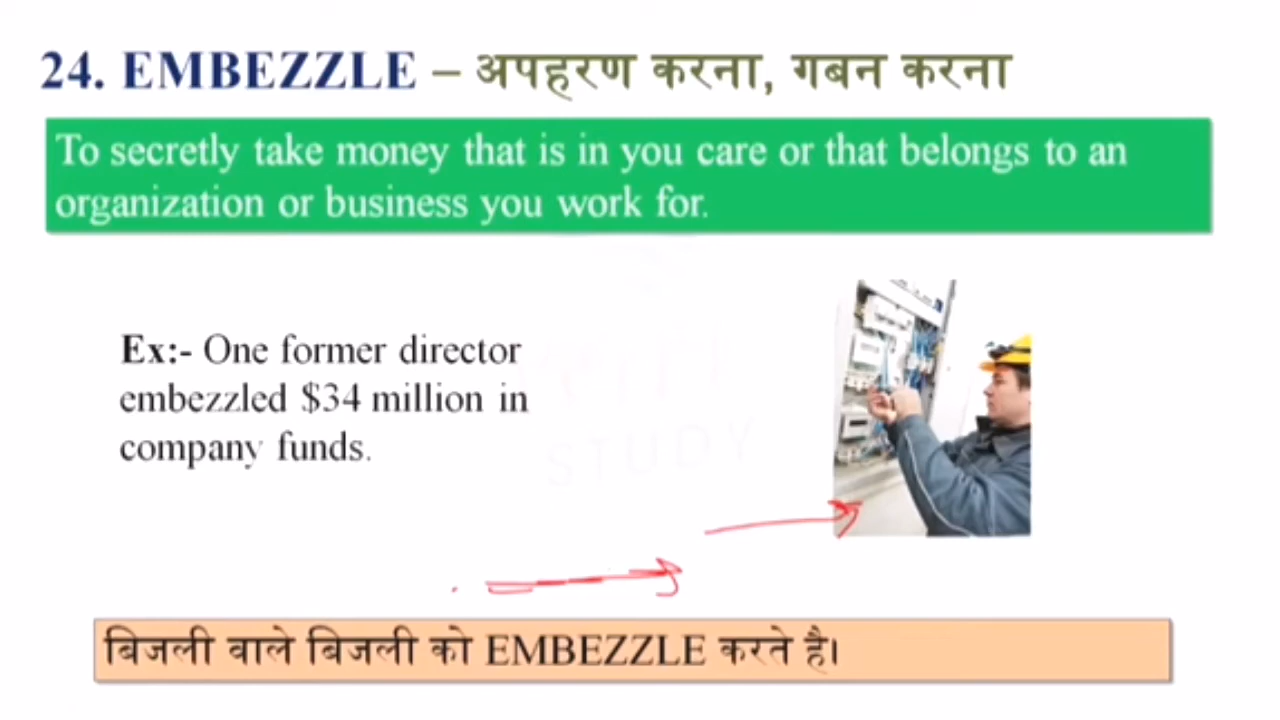 24. EMBEZZLE – अपहरण करना, गबन करना
To secretly take money that is in you care or that belongs to an
organization or business you work for.
Ex:- One former director
embezzled $34 million in
company funds.
STUDY
बिजली वाले बिजली को EMBEZZLE करते है।